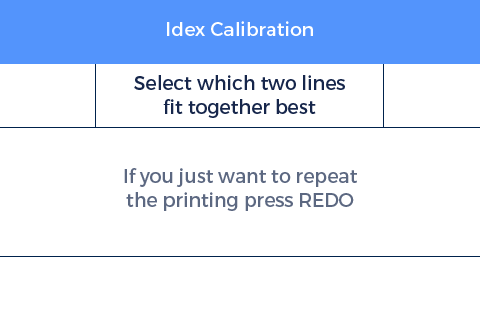 Idex Calibration
Select which two lines
fit together best
If you just want to repeat
the printing press REDO